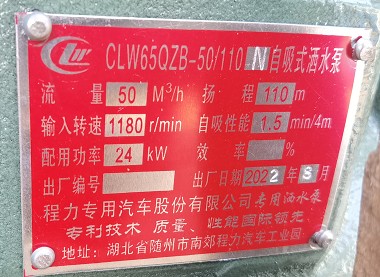 CLW65QZB-50/110 N 自吸式洒水泵
流量 50 M³/h 扬程 110 m
输入转速 1180 r/min 自吸性能 1.5 min/4m
配用功率 24 kW 效率 %
出厂编号 出厂日期 2022 年 8 月
程力专用汽车股份有限公司专用洒水泵
专利技术 质量、性能国际领先
地址：湖北省随州市南郊程力汽车工业园